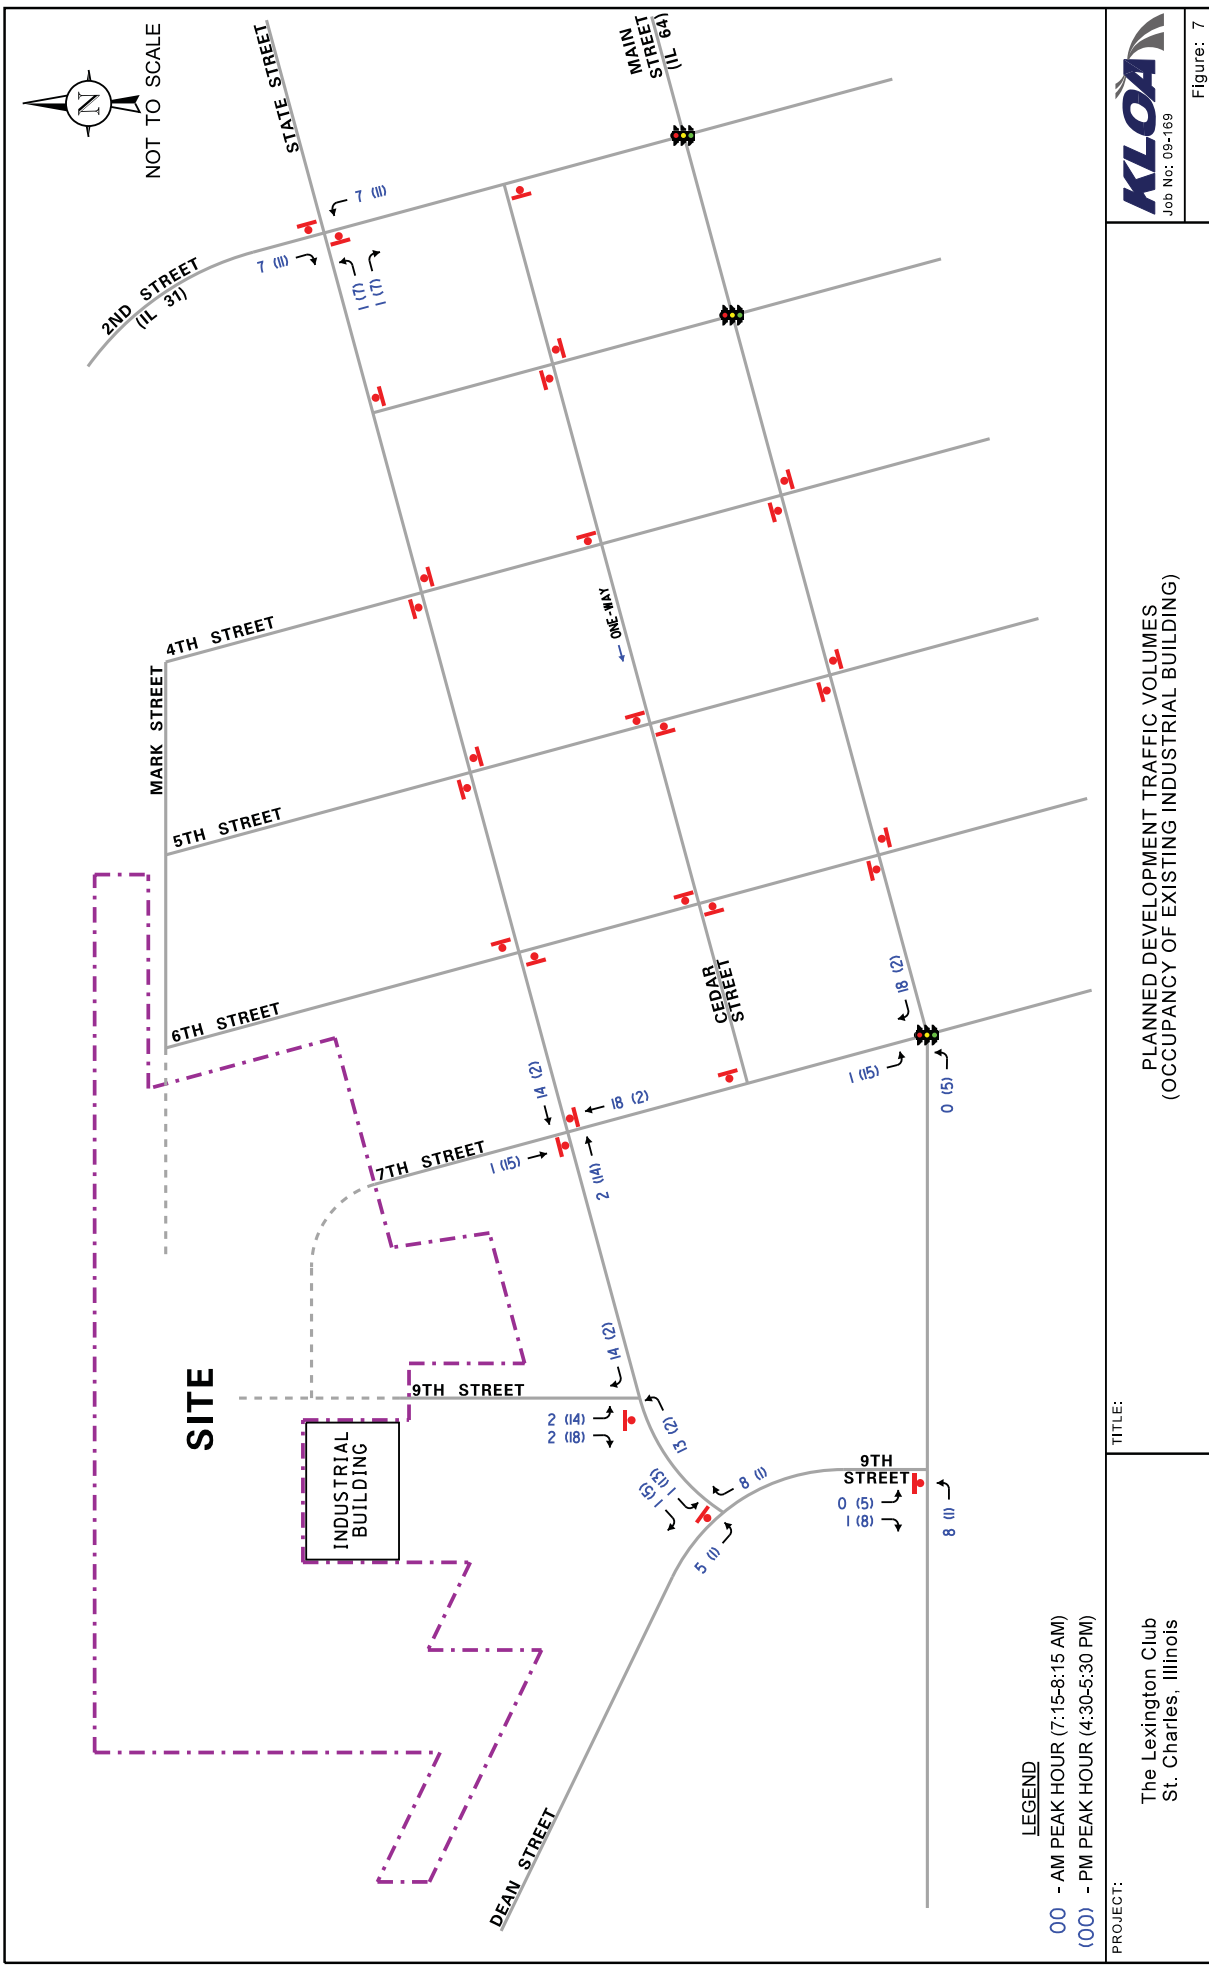 NOT TO SCALE
N
STATE STREET
MAIN
STREET
(IL 64)
2ND STREET
(IL 31)
7 (11)
7 (11)
1 (7)
1 (7)
4TH STREET
MARK STREET
5TH STREET
6TH STREET
ONE-WAY
CEDAR
STREET
18 (2)
1 (15)
0 (5)
14 (2)
18 (2)
1 (15)
2 (14)
7TH STREET
SITE
14 (2)
9TH STREET
2 (14)
2 (18)
13 (2)
1 (13)
1 (5)
8 (1)
5 (1)
INDUSTRIAL
BUILDING
9TH
STREET
0 (5)
1 (8)
8 (1)
DEAN STREET
LEGEND
00 - AM PEAK HOUR (7:15-8:15 AM)
(00) - PM PEAK HOUR (4:30-5:30 PM)
PROJECT:
The Lexington Club
St. Charles, Illinois
TITLE:
PLANNED DEVELOPMENT TRAFFIC VOLUMES
(OCCUPANCY OF EXISTING INDUSTRIAL BUILDING)
KLOA
Job No: 09-169
Figure: 7